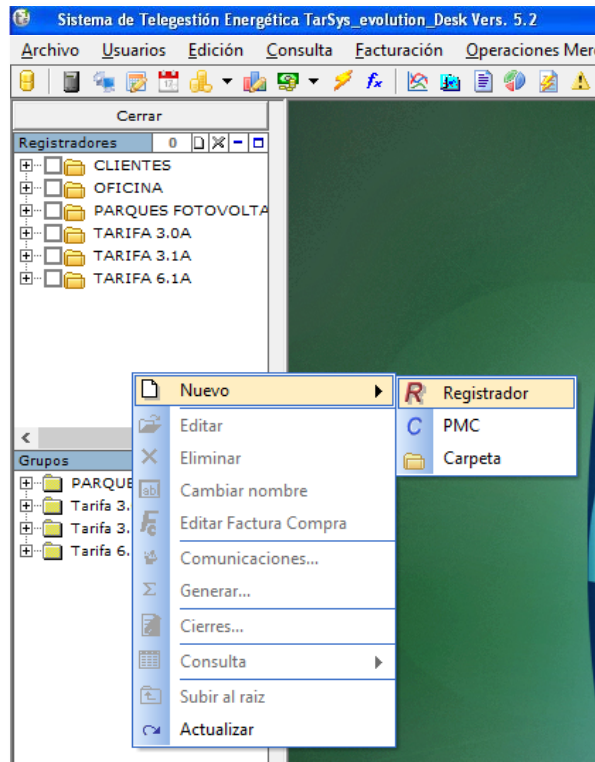 Sistema de Telegestión Energética TarSys_evolution_Desk Vers. 5.2
Archivo Usuarios Edición Consulta Facturación Operaciones Mer
Cerrar
Registradores 0
CLIENTES
OFICINA
PARQUES FOTOVOLTA
TARIFA 3.0A
TARIFA 3.1A
TARIFA 6.1A
Nuevo
Registrador
Editar
PMC
Eliminar
Carpeta
Cambiar nombre
Editar Factura Compra
Comunicaciones...
Generar...
Cierres...
Consulta
Subir al raiz
Actualizar
Grupos
PARQUE
Tarifa 3.
Tarifa 3.
Tarifa 6.